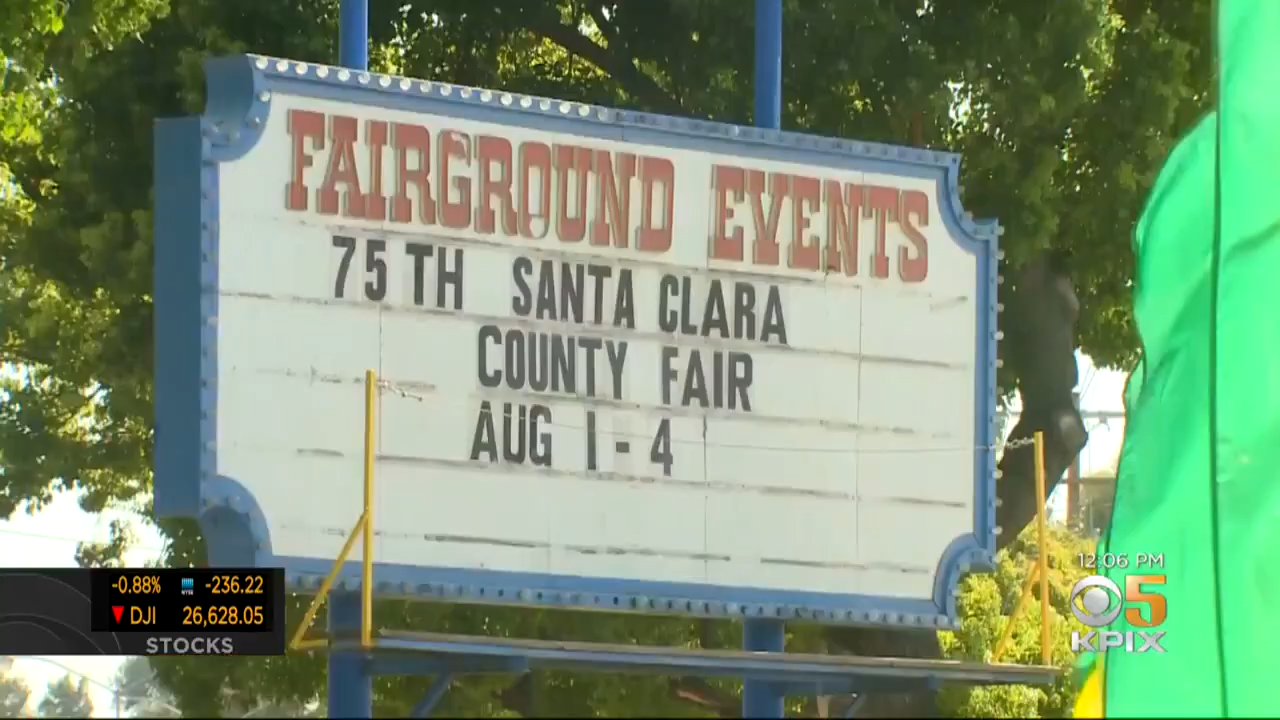 FAIRGROUND EVENTS
75TH SANTA CLARA
COUNTY FAIR
AUG 1-4
-0.88% NYSE -236.22
▼ DJI 26,628.05
STOCKS
12:06 PM
5
KPIX